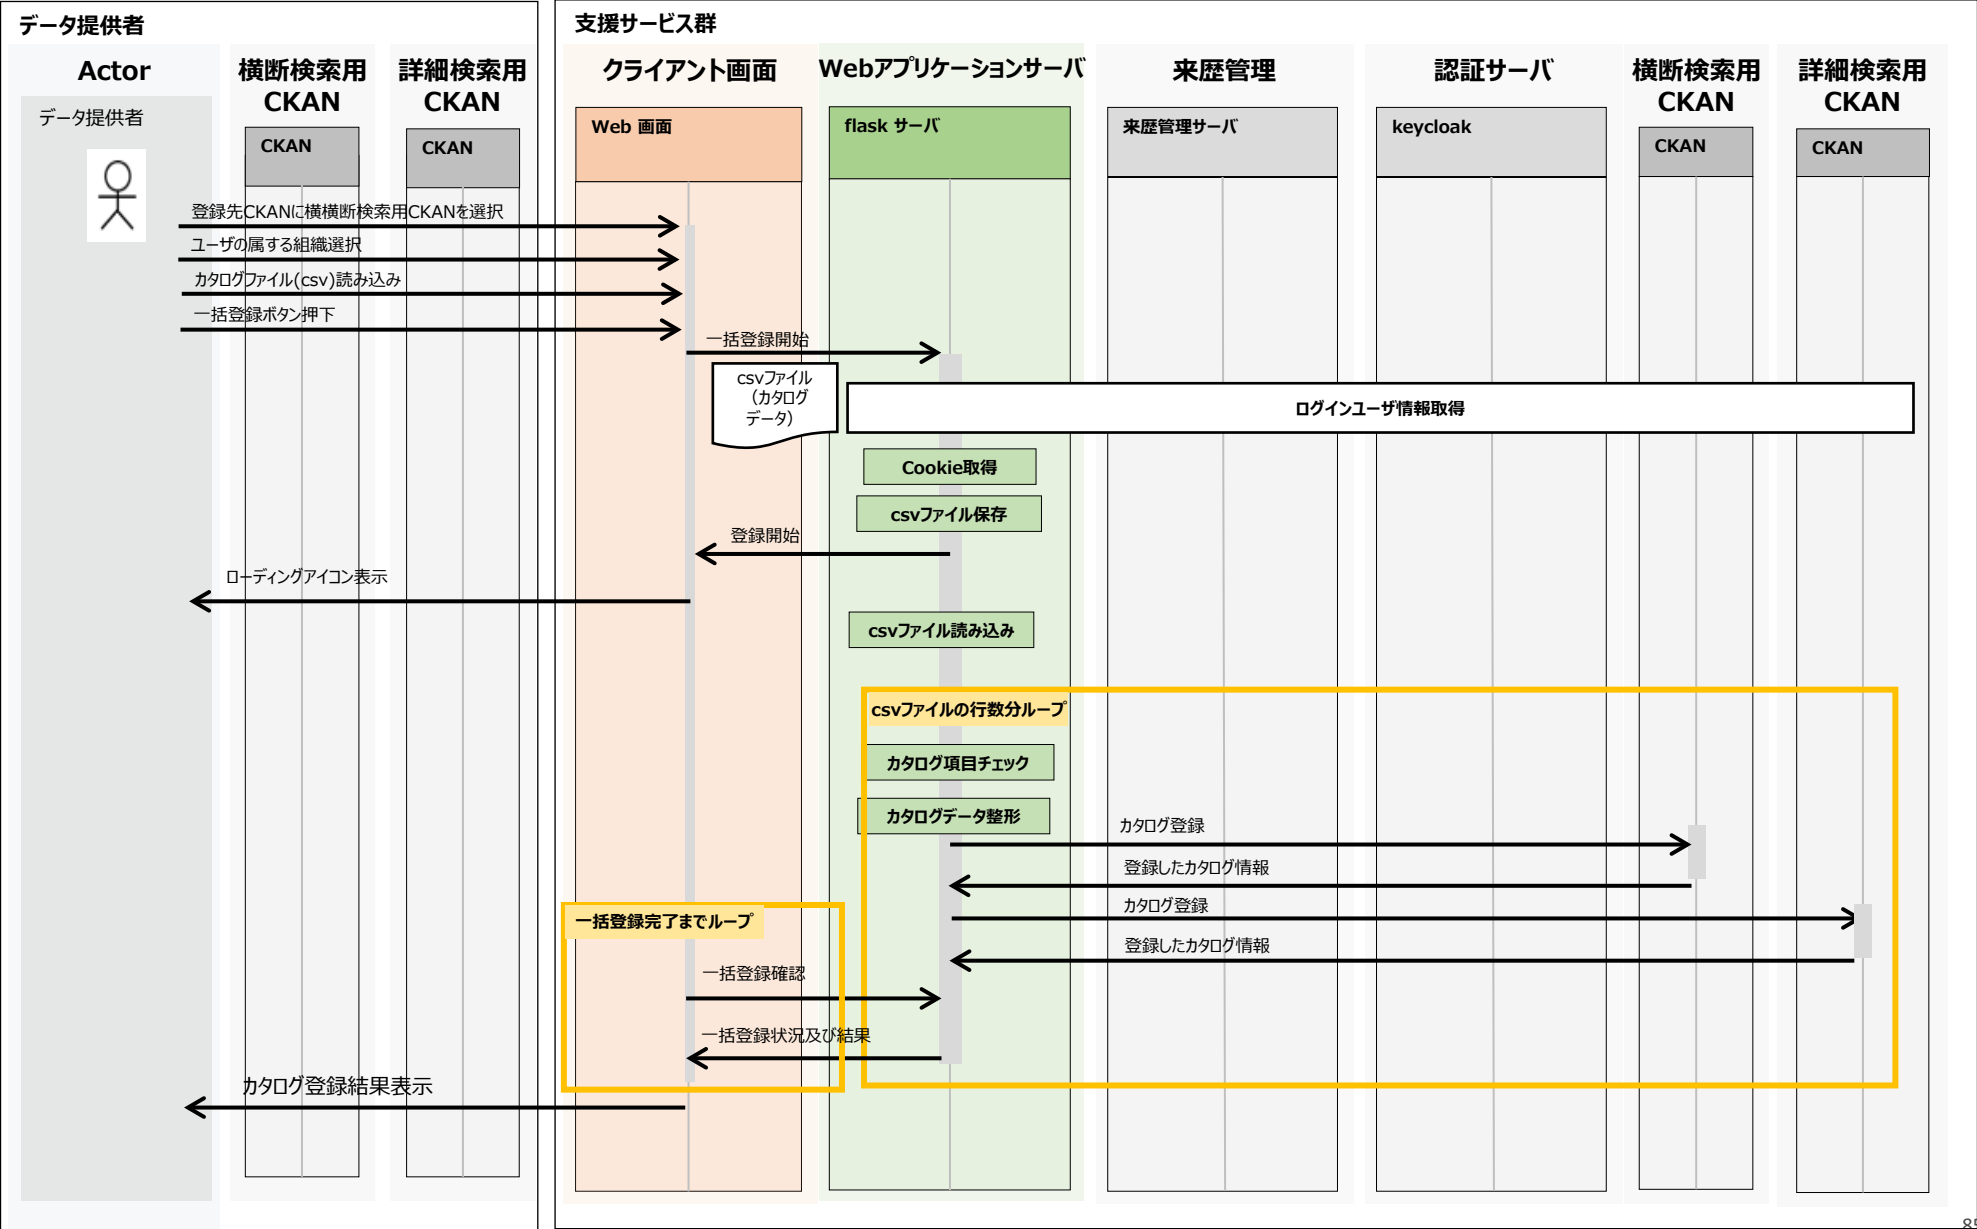 データ提供者
支援サービス群
Actor
横断検索用
CKAN
詳細検索用
CKAN
クライアント画面
Webアプリケーションサーバ
来歴管理
認証サーバ
横断検索用
CKAN
詳細検索用
CKAN
データ提供者
CKAN
CKAN
Web 画面
flask サーバ
来歴管理サーバ
keycloak
CKAN
CKAN
登録先CKANに横横断検索用CKANを選択
ユーザの属する組織選択
カタログファイル(csv)読み込み
一括登録ボタン押下
一括登録開始
csvファイル
（カタログ
データ）
ログインユーザ情報取得
Cookie取得
csvファイル保存
登録開始
ローディングアイコン表示
csvファイル読み込み
csvファイルの行数分ループ
カタログ項目チェック
カタログデータ整形
カタログ登録
登録したカタログ情報
カタログ登録
登録したカタログ情報
一括登録完了までループ
一括登録確認
一括登録状況及び結果
カタログ登録結果表示